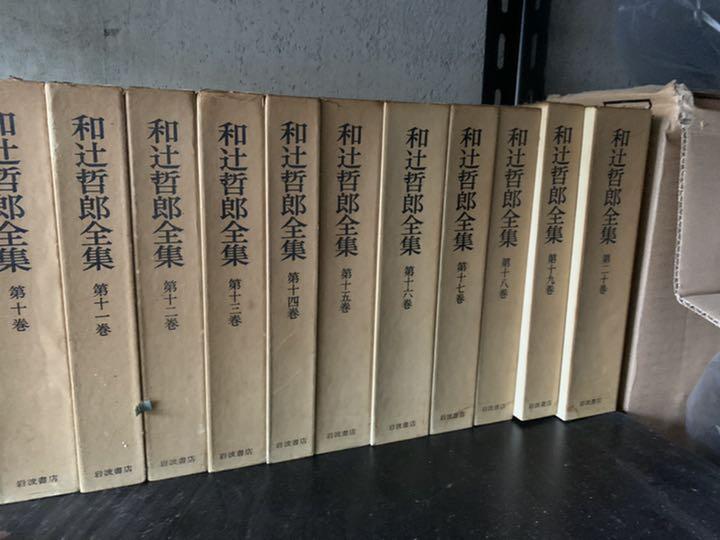 和辻哲郎全集 第十巻
岩波書店
和辻哲郎全集 第十一巻
岩波書店
和辻哲郎全集 第十二巻
岩波書店
和辻哲郎全集 第十三巻
岩波書店
和辻哲郎全集 第十四巻
岩波書店
和辻哲郎全集 第十五巻
岩波書店
和辻哲郎全集 第十六巻
岩波書店
和辻哲郎全集 第十七巻
岩波書店
和辻哲郎全集 第十八巻
岩波書店
和辻哲郎全集 第十九巻
岩波書店
和辻哲郎全集 第二十巻
岩波書店